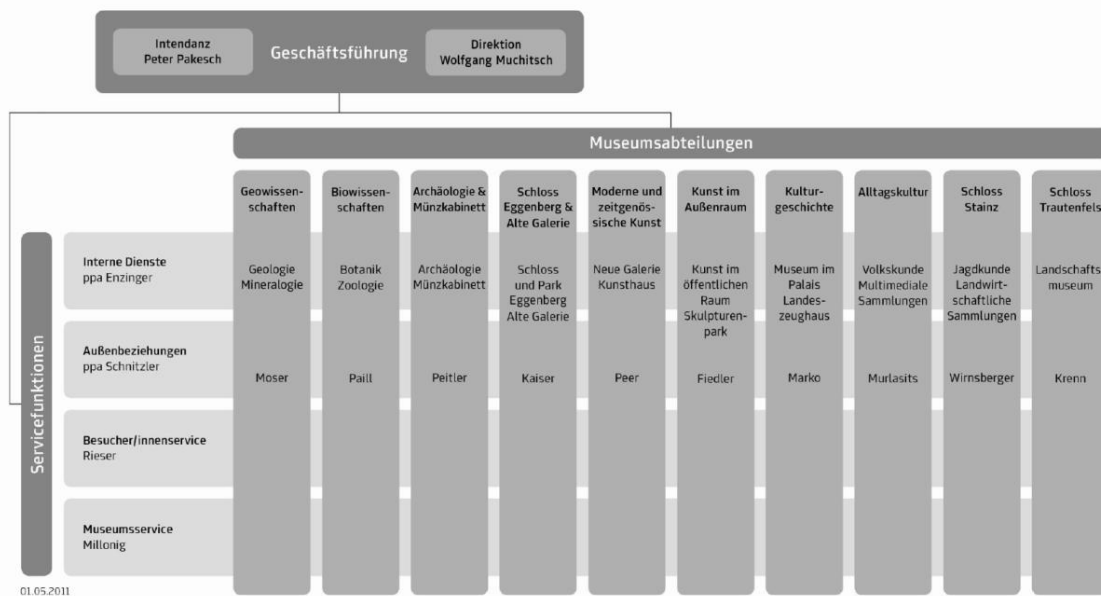 Intendanz
Peter Pakesch
Geschäftsführung
Direktion
Wolfgang Muchitsch
Museumsabteilungen
Geowissen-
schaften
Biowissen-
schaften
Archäologie &
Münzkabinett
Schloss
Eggenberg &
Alte Galerie
Moderne und
zeitgenös-
sische Kunst
Kunst im
Außenraum
Kultur-
geschichte
Alltagskultur
Schloss
Stainz
Schloss
Trautenfels
Servicefunktionen
Interne Dienste
ppa Enzinger
Geologie
Mineralogie
Botanik
Zoologie
Archäologie
Münzkabinett
Schloss
und Park
Eggenberg
Alte Galerie
Neue Galerie
Kunsthaus
Kunst im
öffentlichen
Raum
Skulpturen-
park
Museum im
Palais
Landes-
zeughaus
Volkskunde
Multimediale
Sammlungen
Jagdkunde
Landwirt-
schaftliche
Sammlungen
Landschafts-
museum
Außenbeziehungen
ppa Schnitzler
Moser
Paill
Peitler
Kaiser
Peer
Fiedler
Marko
Murlasits
Wirnsberger
Krenn
Besucher/innenservice
Rieser
Museumsservice
Millonig
01.05.2011